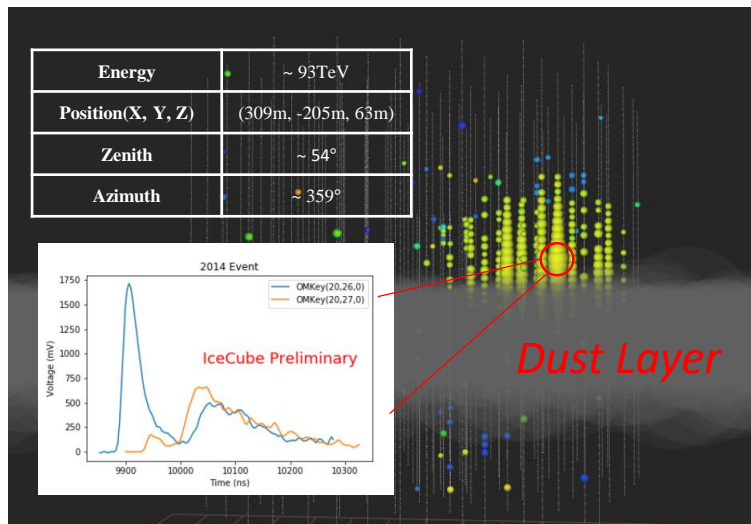 Energy ~ 93TeV
Position(X, Y, Z) (309m, -205m, 63m)
Zenith ~ 54°
Azimuth ~ 359°
2014 Event
OMKey(20,26,0)
OMKey(20,27,0)
IceCube Preliminary
Voltage (mV)
1750
1500
1250
1000
750
500
250
0
9900 10000 10100 10200 10300
Time (ns)
Dust Layer